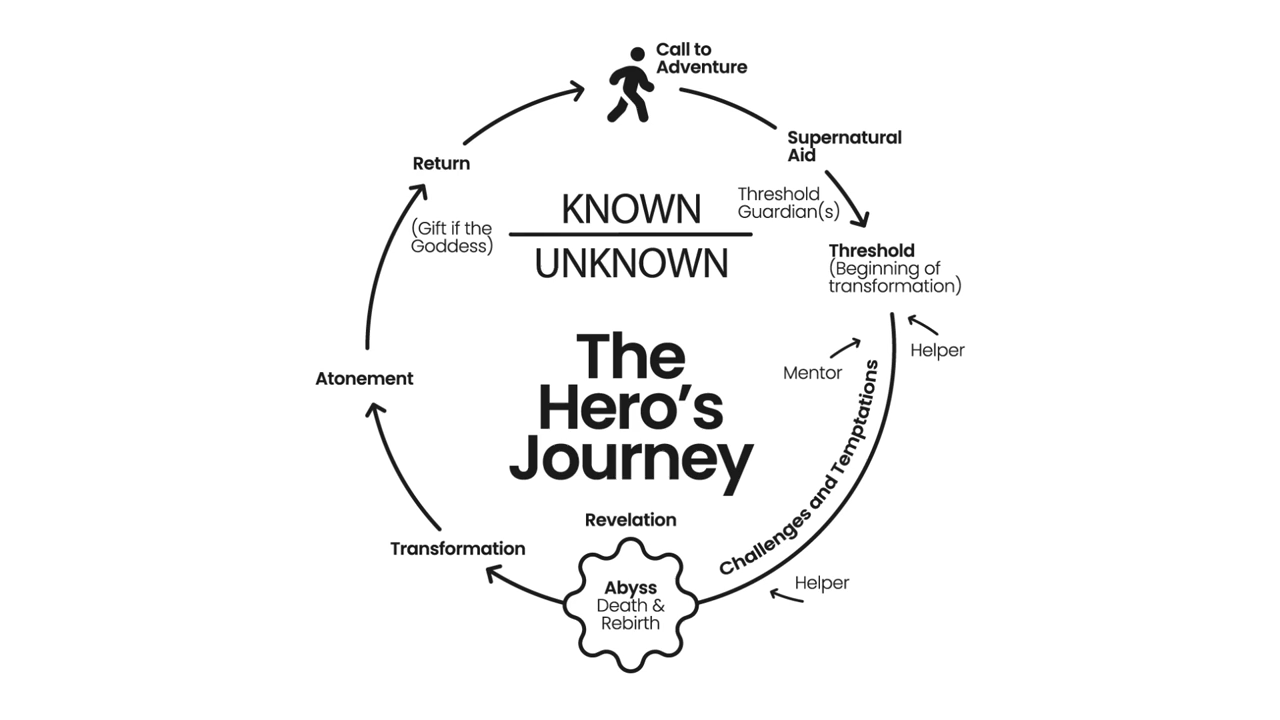 Call to
Adventure
Supernatural
Aid
Threshold
Guardian(s)
Threshold
(Beginning of
transformation)
Helper
Mentor
Challenges and Temptations
Helper
Revelation
Abyss
Death &
Rebirth
Transformation
Atonement
(Gift if the
Goddess)
Return
KNOWN
UNKNOWN
The
Hero’s
Journey